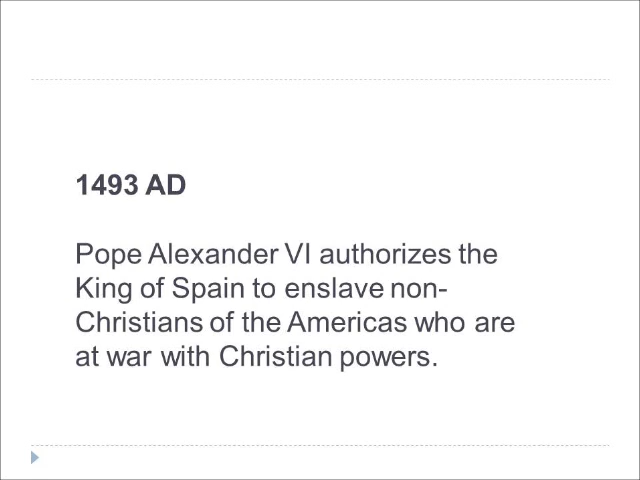 1493 AD
Pope Alexander VI authorizes the
King of Spain to enslave non-
Christians of the Americas who are
at war with Christian powers.